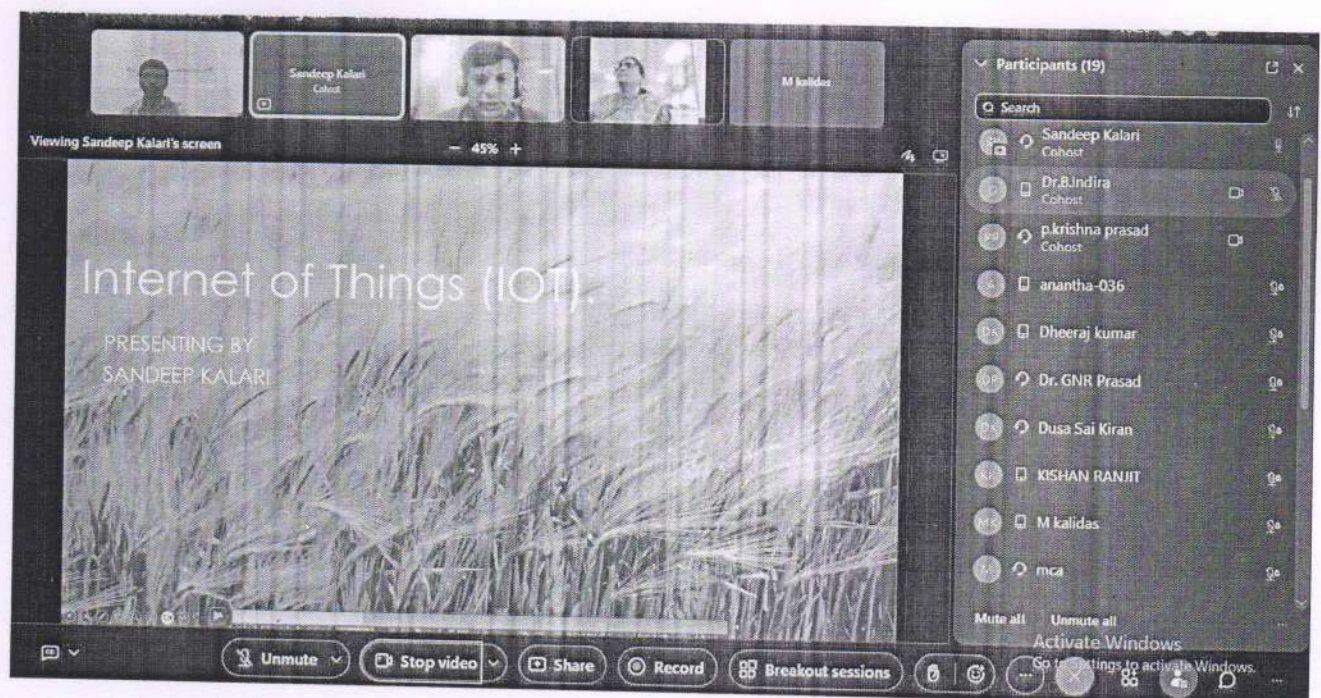 Sandeep Kalari
Cohost
M kalidas
Viewing Sandeep Kalari's screen
— 45% +
Internet of Things (IOT).
PRESENTING BY
SANDEEP KALARI
Participants (19)
Search
Sandeep Kalari
Cohost
Dr.B.indira
Cohost
p.krishna prasad
Cohost
anantha-036
DK Dheeraj kumar
Dr. GNR Prasad
Dusa Sai Kiran
KISHAN RANJIT
MK M kalidas
mca
Mute all Unmute all
Activate Windows
Go to Settings to activate Windows.
Unmute
Stop video
Share
Record
Breakout sessions